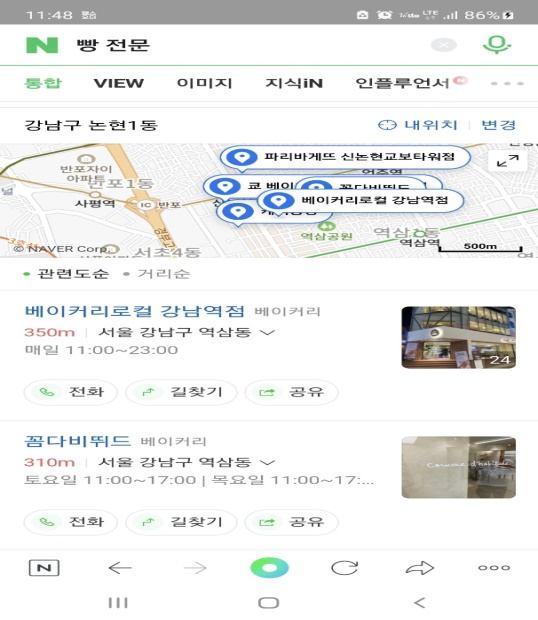 11:48
LTE
86%
N 빵 전문
통합 VIEW 이미지 지식iN 인플루언서 N
강남구 논현1동
내위치 변경
파리바게뜨 신논현교보타워점
반포자이
아파트
반포1동
널
언주역
쿄 베이
꼼다비뛰드
베이커리로컬 강남역점
사평역
IC 반포
역삼공원
역삼1동
역삼역
서초4동
© NAVER Corp.
500m
관련도순 거리순
베이커리로컬 강남역점 베이커리
350m 서울 강남구 역삼동
매일 11:00~23:00
24
전화 길찾기 공유
꼼다비뛰드 베이커리
310m 서울 강남구 역삼동
토요일 11:00~17:00 | 목요일 11:00~17:...
Comme d'habitude
전화 길찾기 공유
N